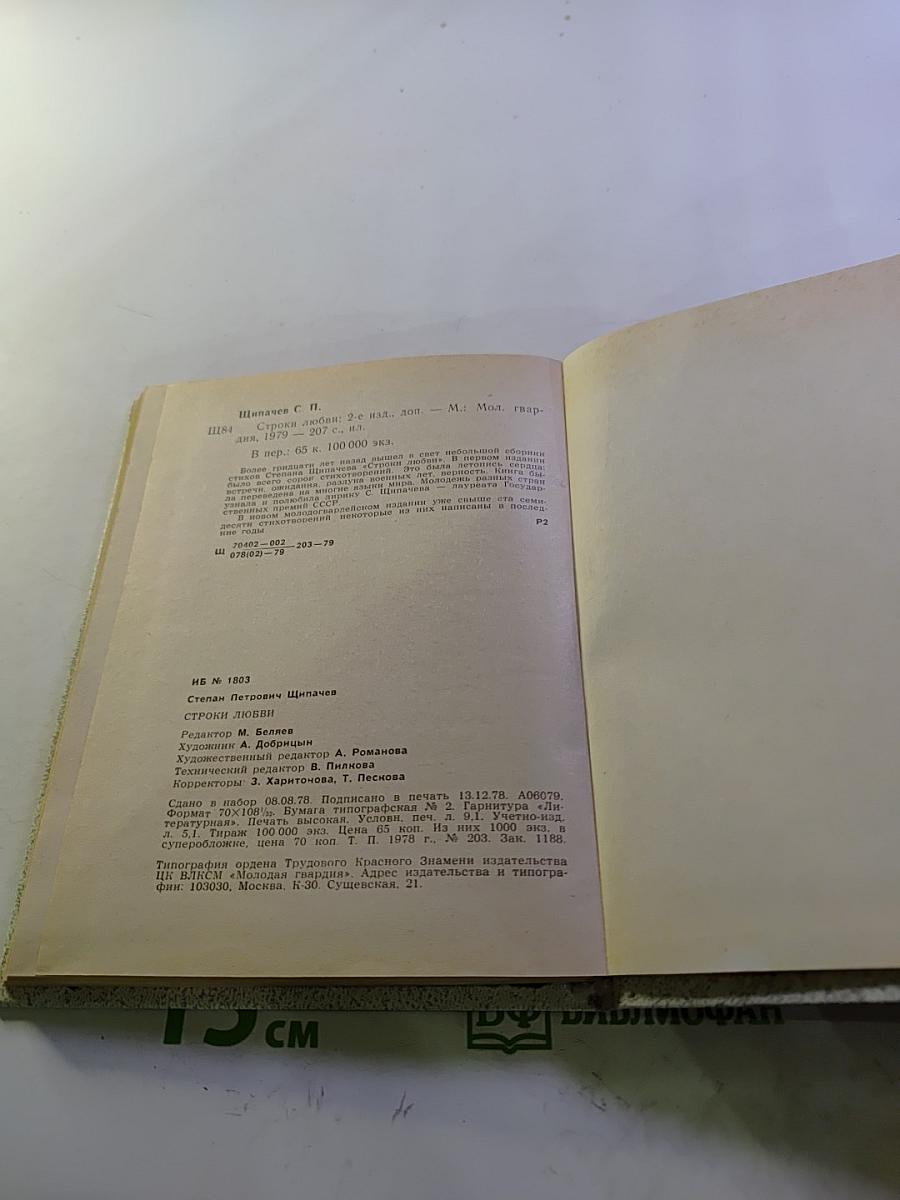 Щипачев С. П.
Щ84 Строки любви: 2-е изд., доп. — М.: Мол. гвар-
дия, 1979 — 207 с., ил.
В пер.: 65 к. 100 000 экз.
Более тридцати лет назад вышел в свет небольшой сборник
стихов Степана Щипачева «Строки любви». В первом издании
было всего сорок стихотворений. Это была летопись сердца:
встречи, ожидания, разлука военных лет, верность. Книга бы-
ла переведена на многие языки мира. Молодежь разных стран
узнала и полюбила лирику С. Щипачева — лауреата Государ-
ственных премий СССР.
В новом молодогвардейском издании уже свыше ста семи-
десяти стихотворений некоторые из них написаны в послед-
ние годы
Р2
Щ 70402—002
078(02)—79 203—79
ИБ № 1803
Степан Петрович Щипачев
СТРОКИ ЛЮБВИ
Редактор М. Беляев
Художник А. Добрицын
Художественный редактор А. Романова
Технический редактор В. Пилкова
Корректоры: З. Харитонова, Т. Пескова
Сдано в набор 08.08.78. Подписано в печать 13.12.78. А06079.
Формат 70×108¹/₃₂. Бумага типографская № 2. Гарнитура «Ли-
тературная». Печать высокая. Условн. печ. л. 9,1. Учетно-изд.
л. 5,1. Тираж 100 000 экз. Цена 65 коп. Из них 1000 экз. в
суперобложке, цена 70 коп. Т. П. 1978 г., № 203. Зак. 1188.
Типография ордена Трудового Красного Знамени издательства
ЦК ВЛКСМ «Молодая гвардия». Адрес издательства и типогра-
фии: 103030, Москва, К-30. Сущевская, 21.
15 см
БФ БИБЛИОФАН